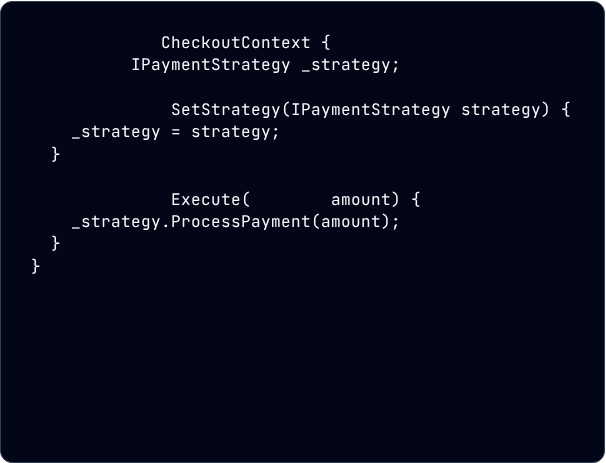 CheckoutContext {
IPaymentStrategy _strategy;
SetStrategy(IPaymentStrategy strategy) {
_strategy = strategy;
}
Execute( amount) {
_strategy.ProcessPayment(amount);
}
}